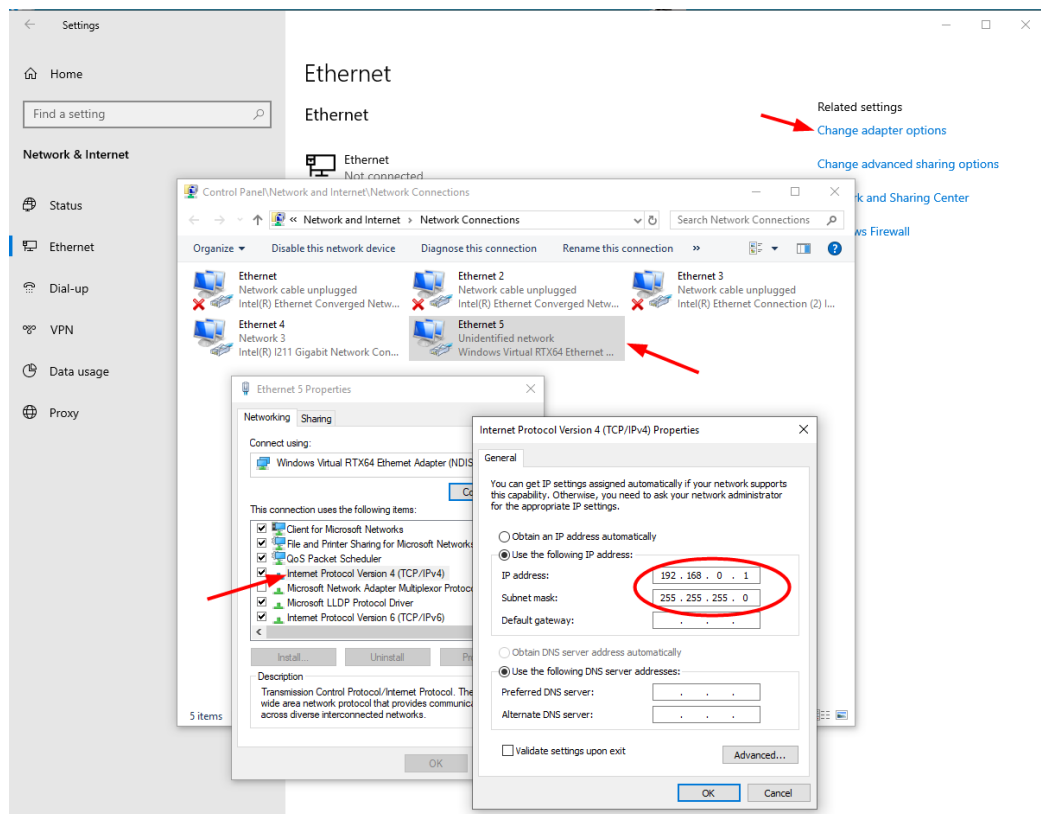 Settings
Home
Find a setting
Network & Internet
Status
Ethernet
Dial-up
VPN
Data usage
Proxy
Ethernet
Ethernet
Ethernet
Not connected
Related settings
Change adapter options
Change advanced sharing options
rk and Sharing Center
ws Firewall
Control Panel\Network and Internet\Network Connections
« Network and Internet › Network Connections
Search Network Connections
Organize
Disable this network device
Diagnose this connection
Rename this connection
»
Ethernet
Network cable unplugged
Intel(R) Ethernet Converged Netw...
Ethernet 2
Network cable unplugged
Intel(R) Ethernet Converged Netw...
Ethernet 3
Network cable unplugged
Intel(R) Ethernet Connection (2) I...
Ethernet 4
Network 3
Intel(R) I211 Gigabit Network Con...
Ethernet 5
Unidentified network
Windows Virtual RTX64 Ethernet ...
5 items
Ethernet 5 Properties
Networking
Sharing
Connect using:
Windows Virtual RTX64 Ethernet Adapter (NDIS
Co
This connection uses the following items:
Client for Microsoft Networks
File and Printer Sharing for Microsoft Networks
QoS Packet Scheduler
Internet Protocol Version 4 (TCP/IPv4)
Microsoft Network Adapter Multiplexor Protoco
Microsoft LLDP Protocol Driver
Internet Protocol Version 6 (TCP/IPv6)
Install...
Uninstall
Pr
Description
Transmission Control Protocol/Internet Protocol. The
wide area network protocol that provides communica
across diverse interconnected networks.
OK
Internet Protocol Version 4 (TCP/IPv4) Properties
General
You can get IP settings assigned automatically if your network supports
this capability. Otherwise, you need to ask your network administrator
for the appropriate IP settings.
Obtain an IP address automatically
Use the following IP address:
IP address: 192 . 168 . 0 . 1
Subnet mask: 255 . 255 . 255 . 0
Default gateway: . . .
Obtain DNS server address automatically
Use the following DNS server addresses:
Preferred DNS server: . . .
Alternate DNS server: . . .
Validate settings upon exit
Advanced...
OK
Cancel